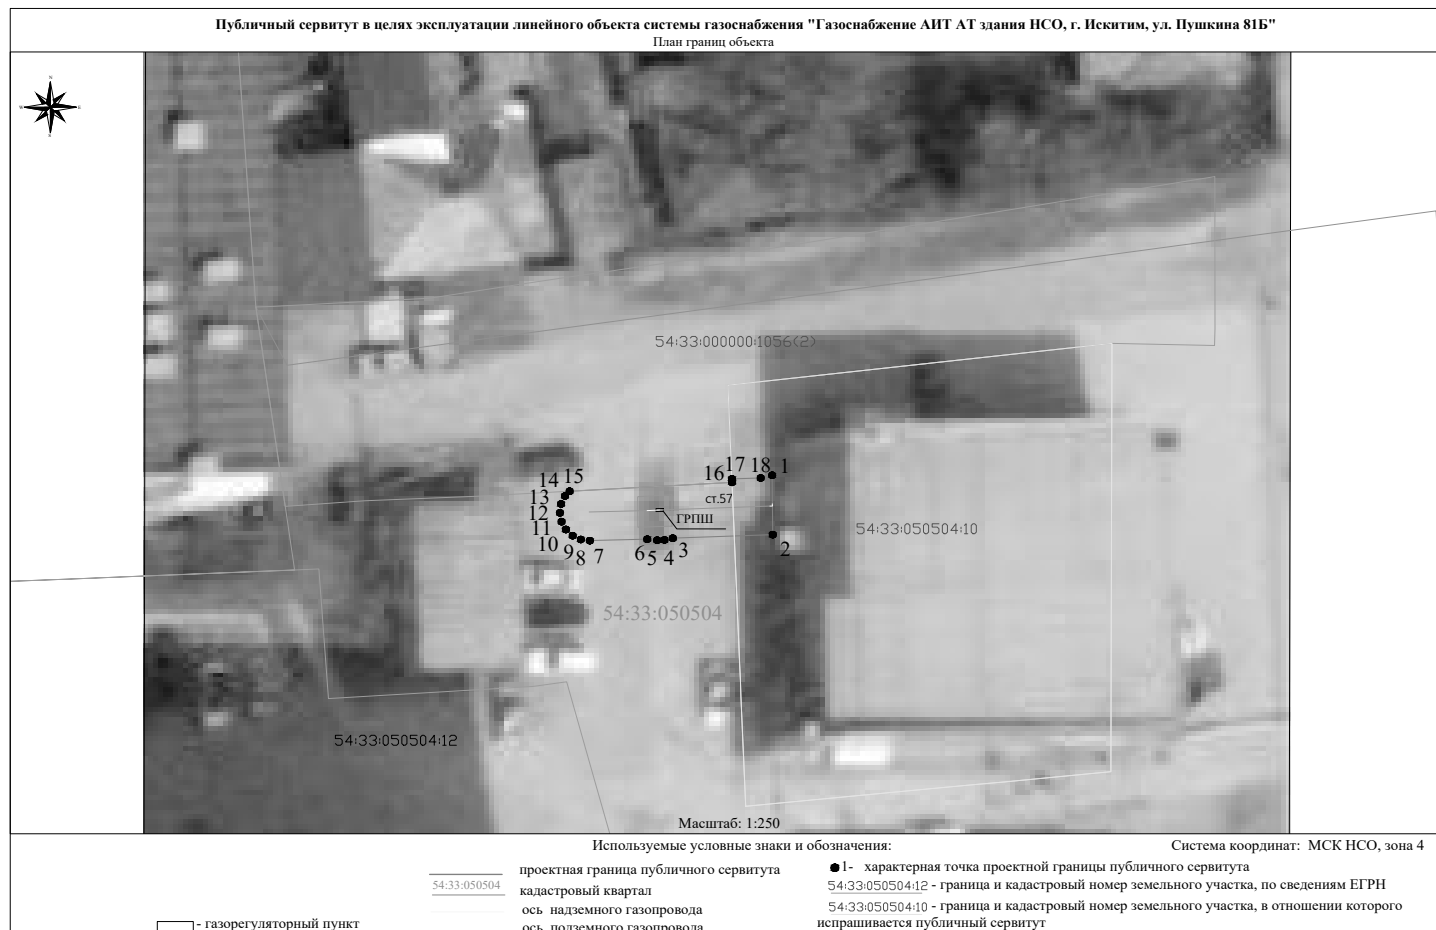 Публичный сервитут в целях эксплуатации линейного объекта системы газоснабжения "Газоснабжение АИТ АТ здания НСО, г. Искитим, ул. Пушкина 81Б"
План границ объекта
54:33:000000:1056(2)
1
18
17
16
15
14
13
12
11
10
9
8
7
6
5
4
3
2
ст.57
ГРПШ
54:33:050504:10
54:33:050504
54:33:050504:12
Масштаб: 1:250
Используемые условные знаки и обозначения:
Система координат: МСК НСО, зона 4
проектная граница публичного сервитута
54:33:050504
кадастровый квартал
ось надземного газопровода
ось подземного газопровода
- газорегуляторный пункт
1- характерная точка проектной границы публичного сервитута
54:33:050504:12 - граница и кадастровый номер земельного участка, по сведениям ЕГРН
54:33:050504:10 - граница и кадастровый номер земельного участка, в отношении которого
испрашивается публичный сервитут